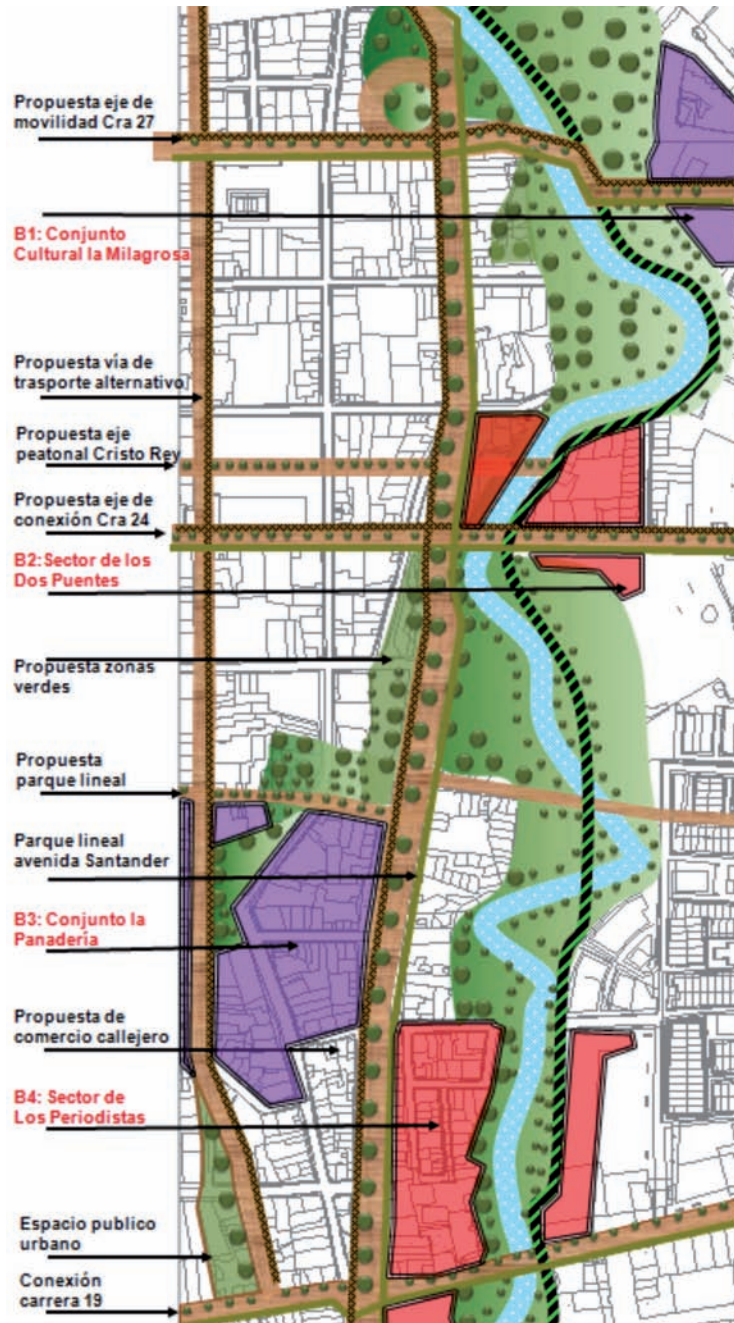 Propuesta eje de
movilidad Cra 27
B1: Conjunto
Cultural la Milagrosa
Propuesta vía de
trasporte alternativo
Propuesta eje
peatonal Cristo Rey
Propuesta eje de
conexión Cra 24
B2: Sector de los
Dos Puentes
Propuesta zonas
verdes
Propuesta
parque lineal
Parque lineal
avenida Santander
B3: Conjunto la
Panadería
Propuesta de
comercio callejero
B4: Sector de
Los Periodistas
Espacio publico
urbano
Conexión
carrera 19